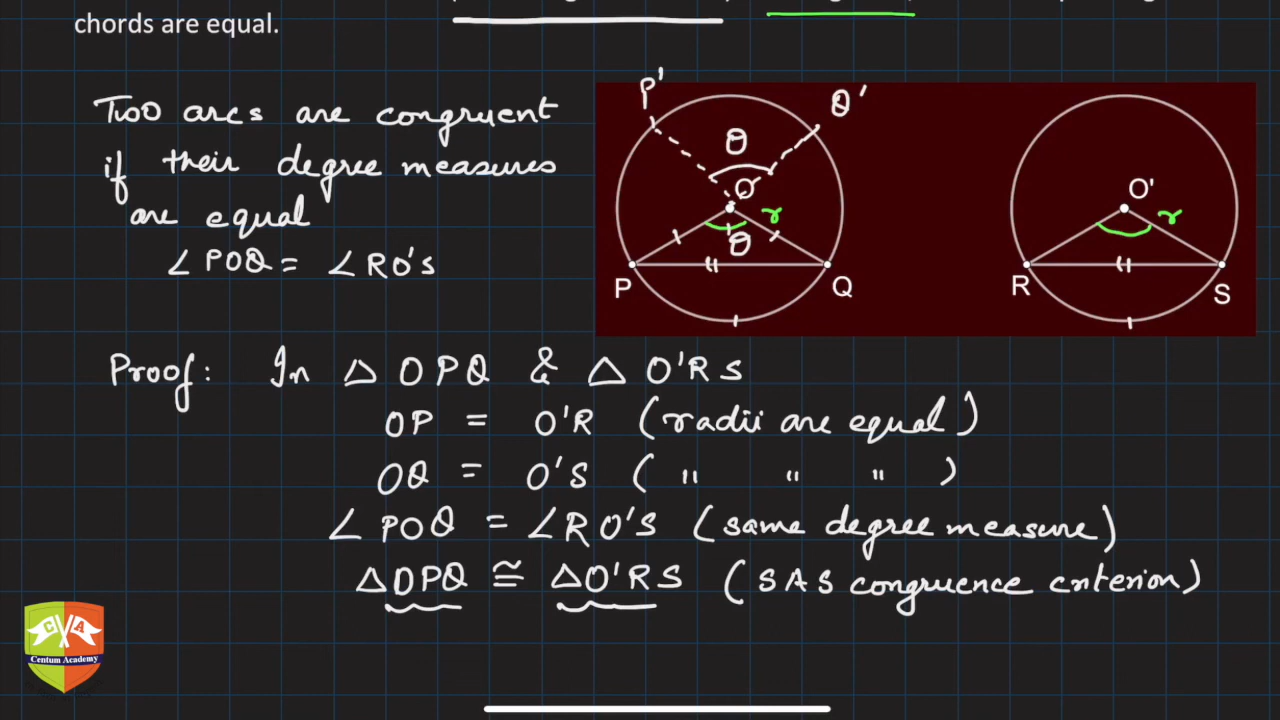 chords are equal.
Two arcs are congruent
if their degree measures
are equal
∠ POQ = ∠ RO'S
P'
Q'
θ
O
r
θ
P
Q
O'
r
R
S
Proof: In △ OPQ & △ O'RS
OP = O'R (radii are equal)
OQ = O'S ( " " " )
∠ POQ = ∠ RO'S (same degree measure)
△OPQ ≅ △O'RS (SAS congruence criterion)
C A
Centum Academy